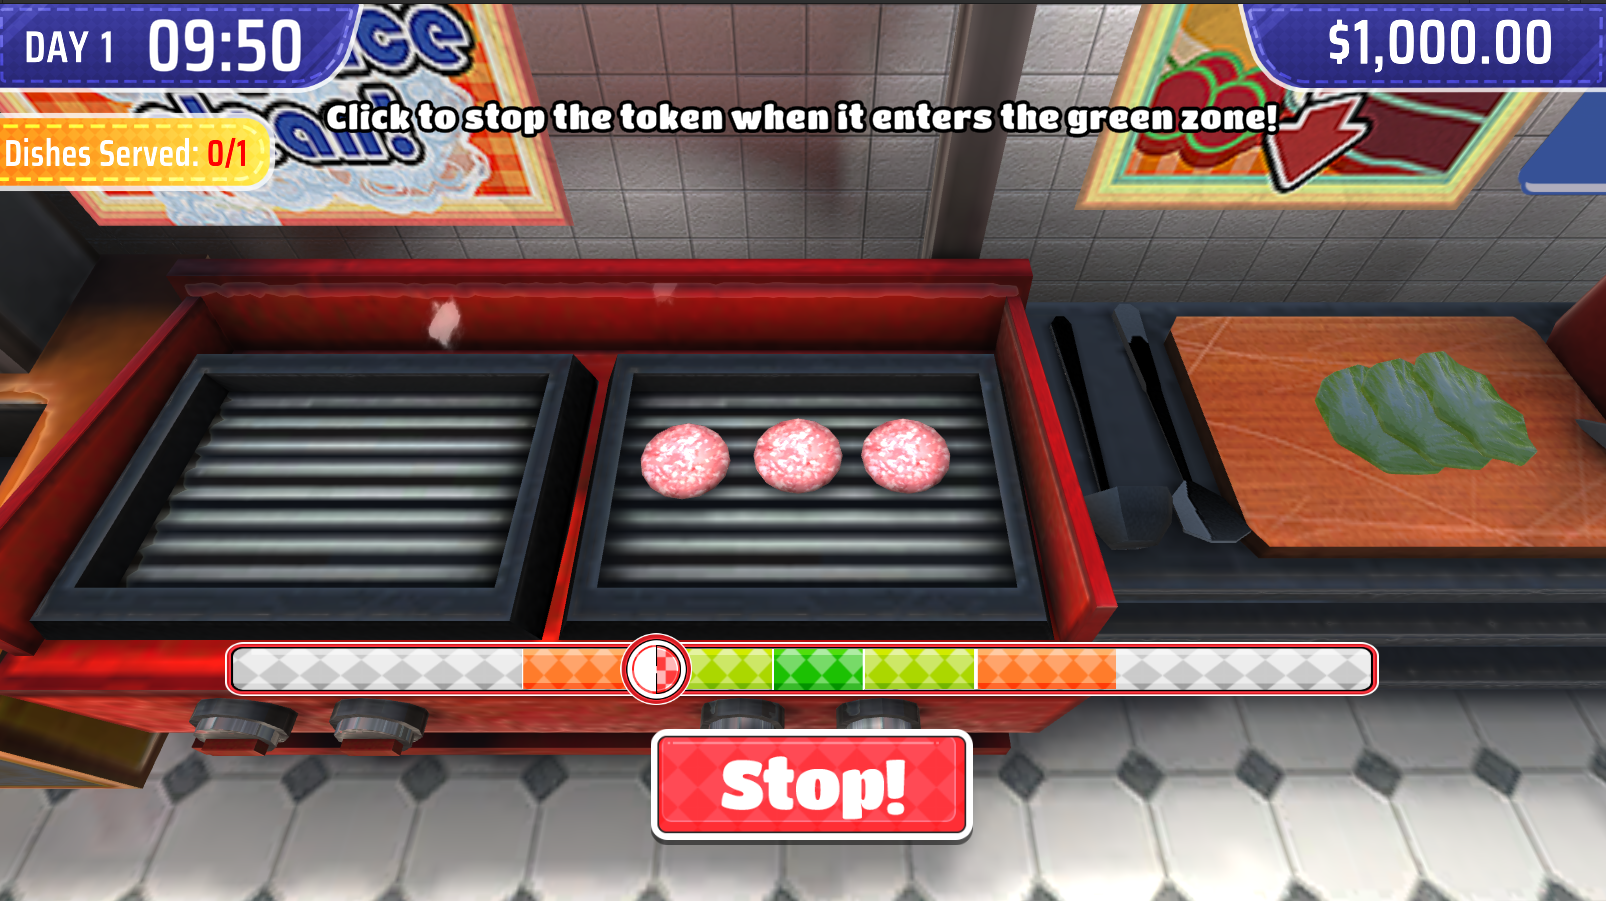 DAY 1 09:50
$1,000.00
Click to stop the token when it enters the green zone!
Dishes Served: 0/1
Stop!